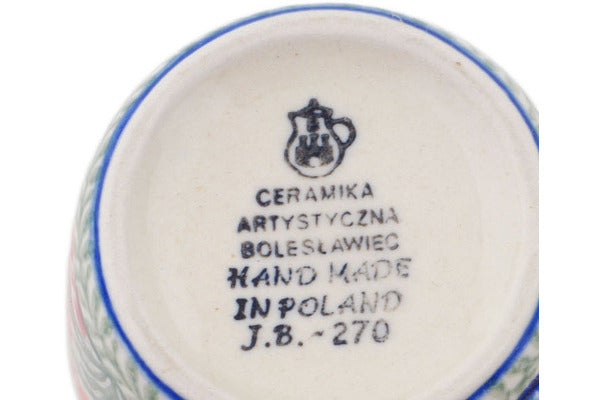 CERAMIKA
ARTYSTYCZNA
BOLESŁAWIEC
HAND MADE
IN POLAND
J.B.-270